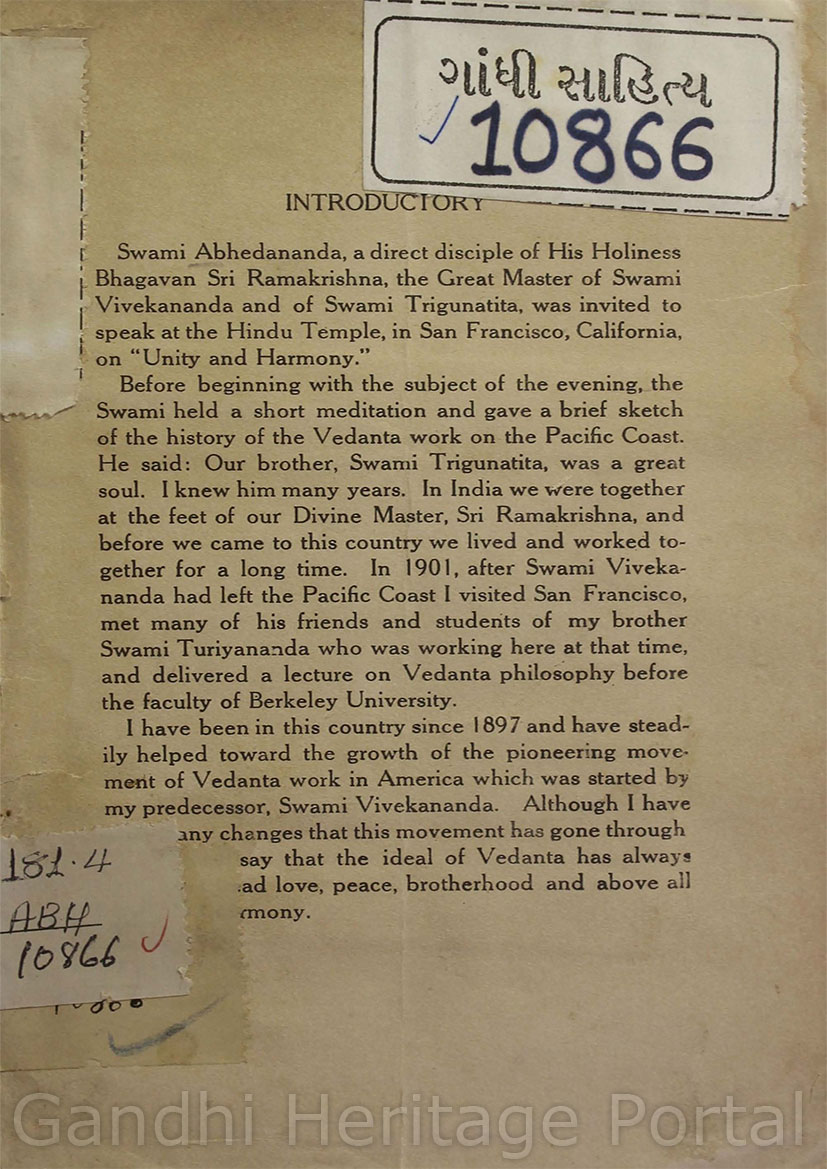 ગાંધી સાહિત્ય
10866
INTRODUCTORY
Swami Abhedananda, a direct disciple of His Holiness
Bhagavan Sri Ramakrishna, the Great Master of Swami
Vivekananda and of Swami Trigunatita, was invited to
speak at the Hindu Temple, in San Francisco, California,
on “Unity and Harmony.”
Before beginning with the subject of the evening, the
Swami held a short meditation and gave a brief sketch
of the history of the Vedanta work on the Pacific Coast.
He said: Our brother, Swami Trigunatita, was a great
soul. I knew him many years. In India we were together
at the feet of our Divine Master, Sri Ramakrishna, and
before we came to this country we lived and worked to-
gether for a long time. In 1901, after Swami Viveka-
nanda had left the Pacific Coast I visited San Francisco,
met many of his friends and students of my brother
Swami Turiyananda who was working here at that time,
and delivered a lecture on Vedanta philosophy before
the faculty of Berkeley University.
I have been in this country since 1897 and have stead-
ily helped toward the growth of the pioneering move-
ment of Vedanta work in America which was started by
my predecessor, Swami Vivekananda. Although I have
any changes that this movement has gone through
say that the ideal of Vedanta has always
ad love, peace, brotherhood and above all
mony.
181.4
ABH
10866
Gandhi Heritage Portal